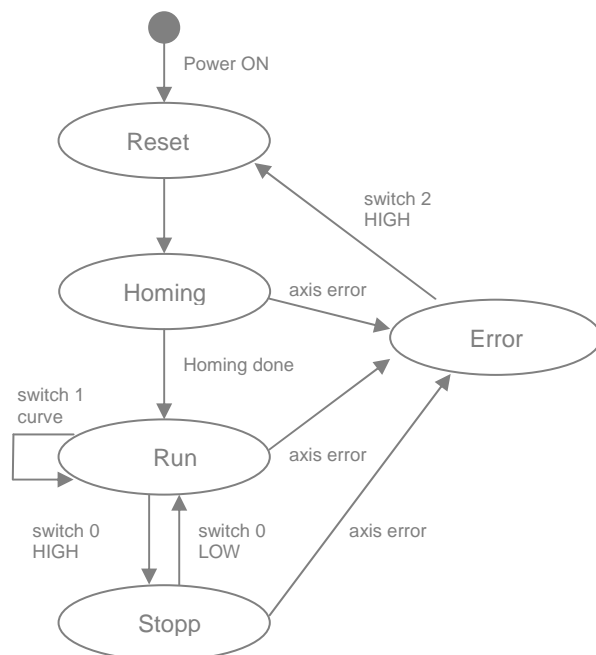 Power ON
Reset
switch 2
HIGH
Homing
axis error
Error
Homing done
switch 1
curve
Run
axis error
switch 0
HIGH
switch 0
LOW
axis error
Stopp